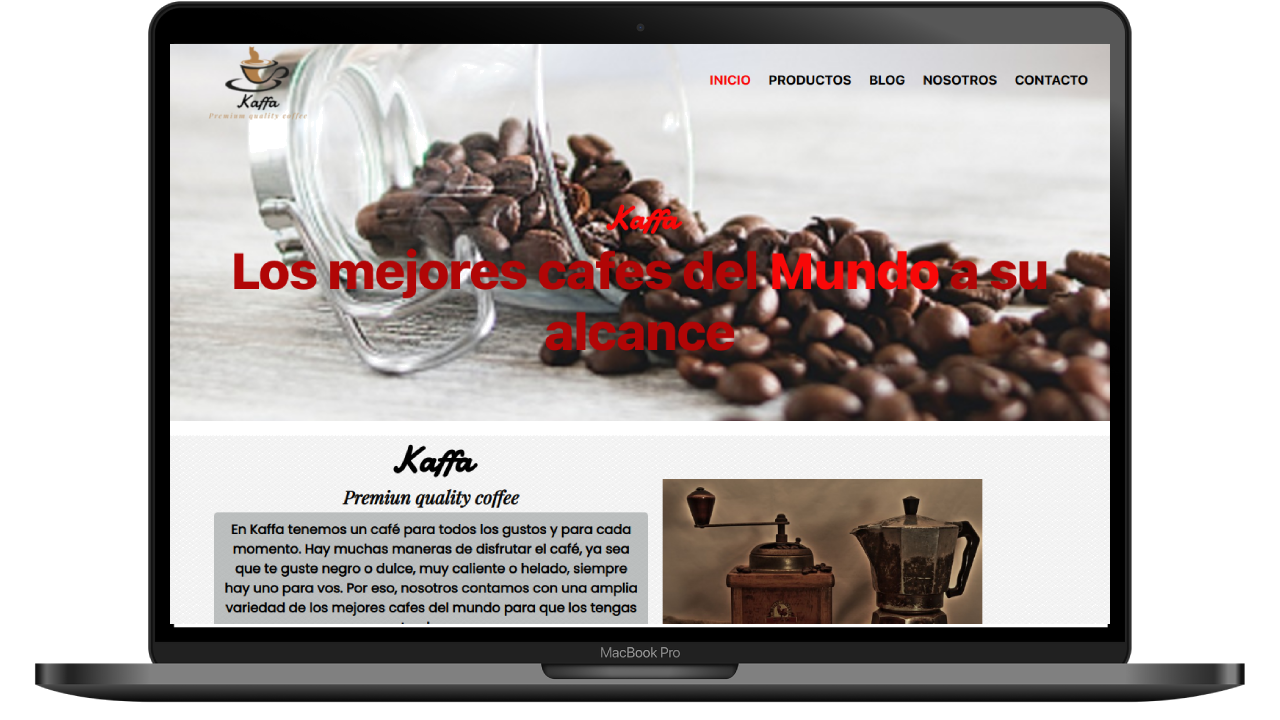 Kaffa
Premium quality coffee
INICIO PRODUCTOS BLOG NOSOTROS CONTACTO
Kaffa
Los mejores cafes del Mundo a su
alcance
Kaffa
Premiun quality coffee
En Kaffa tenemos un café para todos los gustos y para cada
momento. Hay muchas maneras de disfrutar el café, ya sea
que te guste negro o dulce, muy caliente o helado, siempre
hay uno para vos. Por eso, nosotros contamos con una amplia
variedad de los mejores cafes del mundo para que los tengas
MacBook Pro